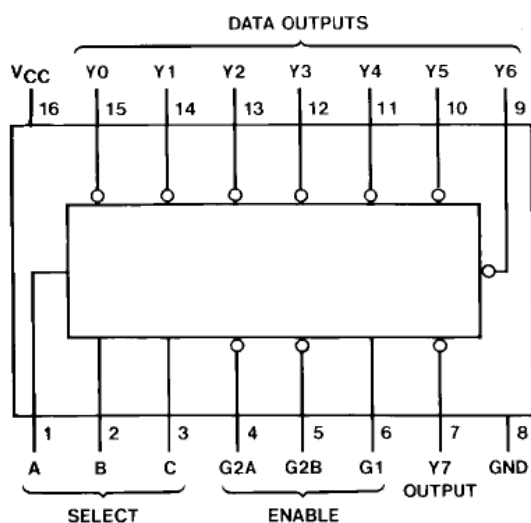 DATA OUTPUTS
VCC Y0 Y1 Y2 Y3 Y4 Y5 Y6
16 15 14 13 12 11 10 9
1 2 3 4 5 6 7 8
A B C G2A G2B G1 Y7 GND
OUTPUT
SELECT ENABLE